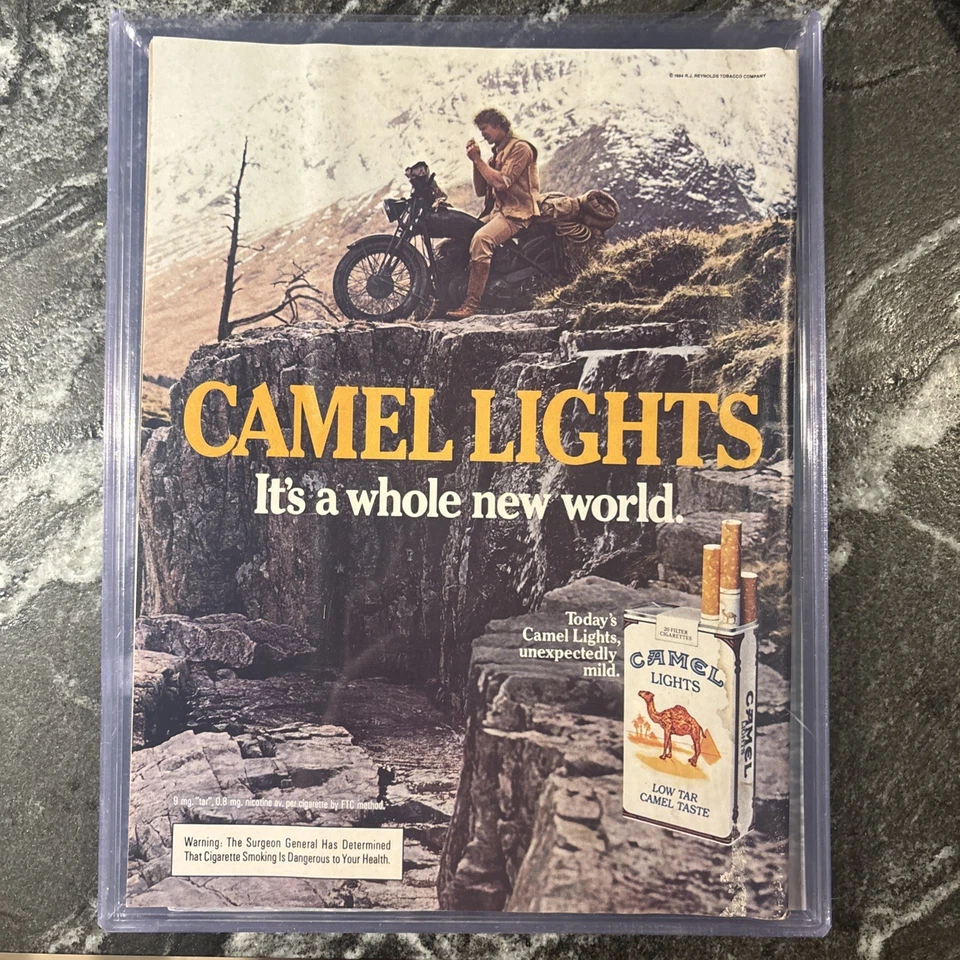 © 1984 R.J. REYNOLDS TOBACCO COMPANY
CAMEL LIGHTS
It's a whole new world.
Today's
Camel Lights,
unexpectedly
mild.
20 FILTER
CIGARETTES
CAMEL
LIGHTS
CAMEL
LOW TAR
CAMEL TASTE
9 mg. "tar", 0.8 mg. nicotine av. per cigarette by FTC method.
Warning: The Surgeon General Has Determined
That Cigarette Smoking Is Dangerous to Your Health.